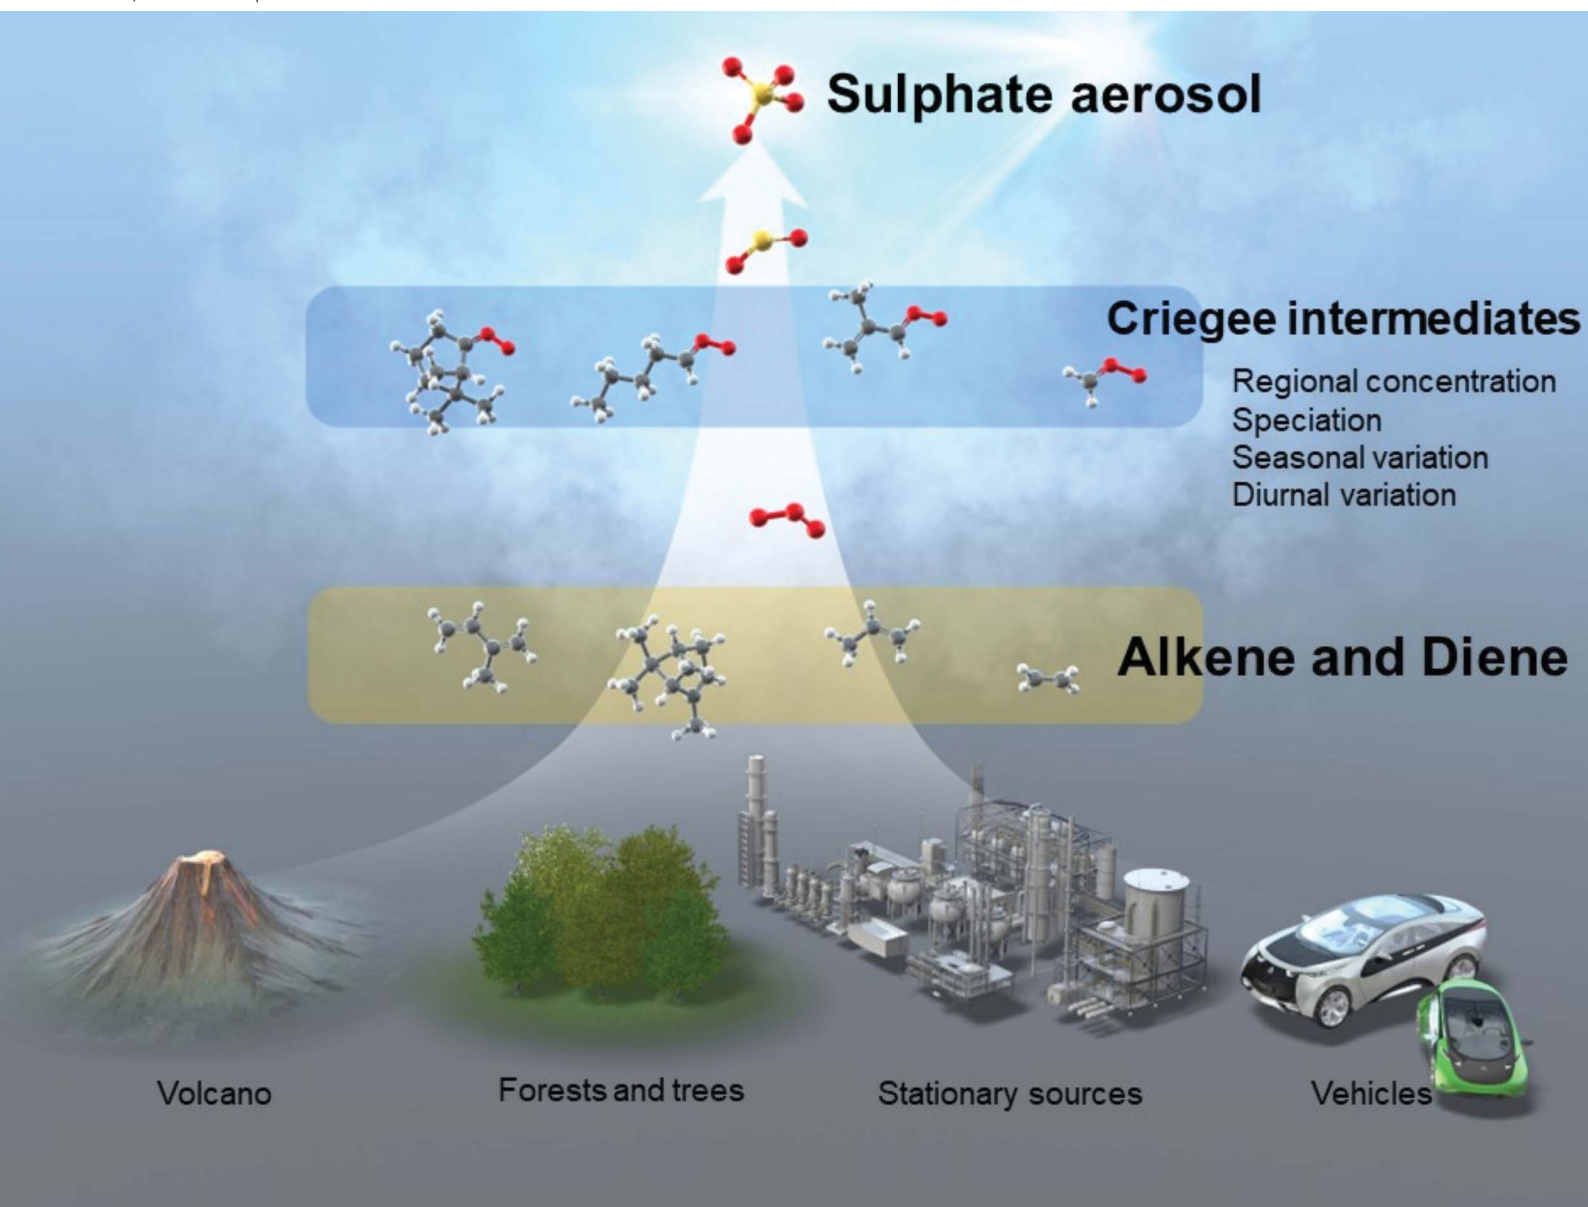 Sulphate aerosol
Criegee intermediates
Regional concentration
Speciation
Seasonal variation
Diurnal variation
Alkene and Diene
Volcano
Forests and trees
Stationary sources
Vehicles